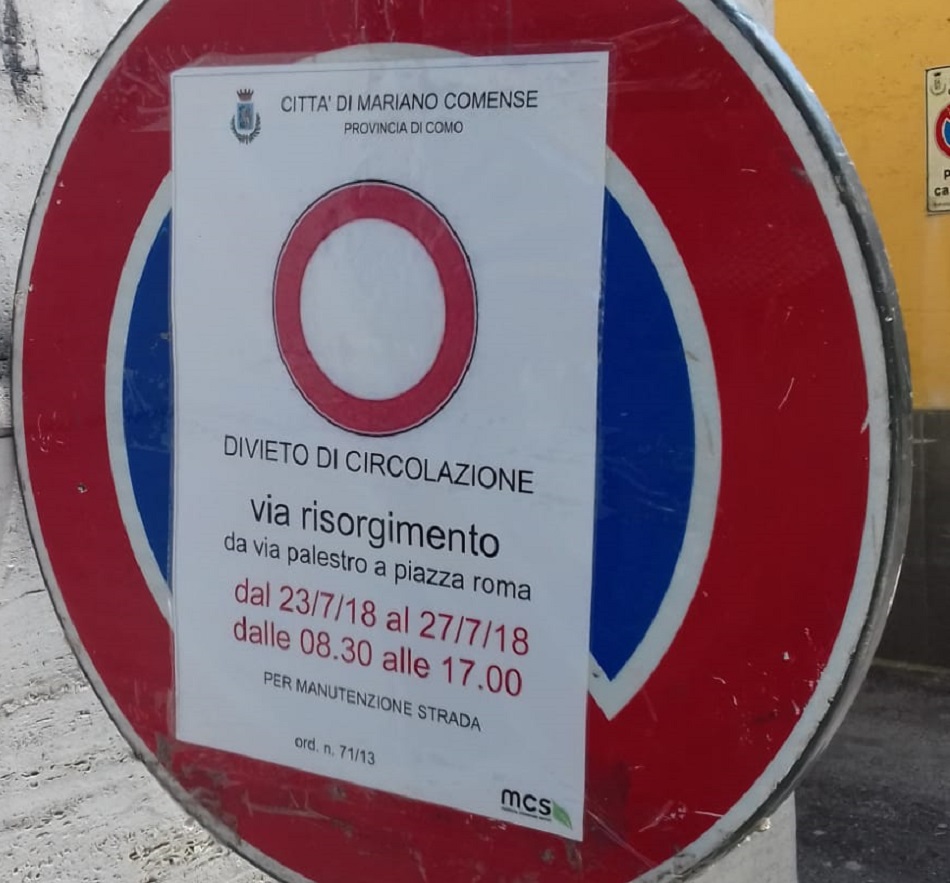 CITTA' DI MARIANO COMENSE
PROVINCIA DI COMO
DIVIETO DI CIRCOLAZIONE
via risorgimento
da via palestro a piazza roma
dal 23/7/18 al 27/7/18
dalle 08.30 alle 17.00
PER MANUTENZIONE STRADA
ord. n. 71/13
mcs